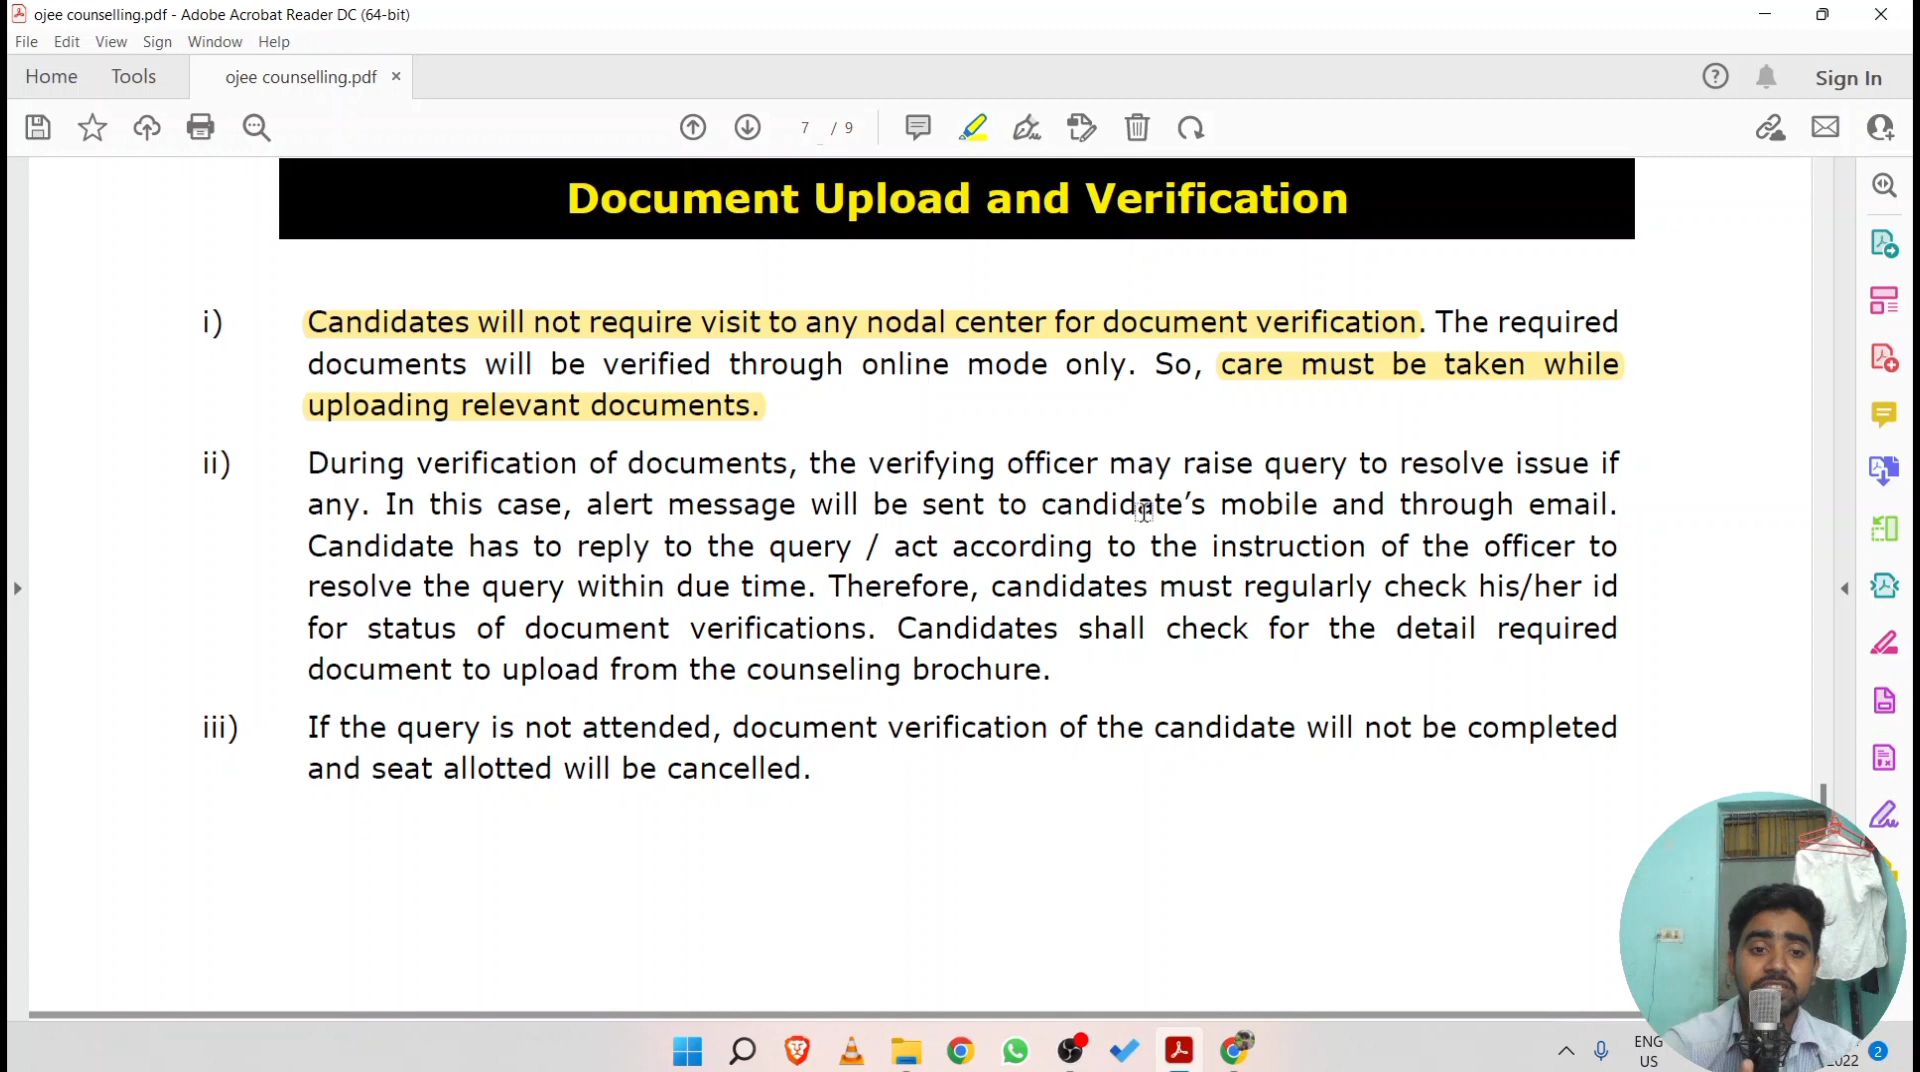 ojee counselling.pdf - Adobe Acrobat Reader DC (64-bit)
File Edit View Sign Window Help
Home Tools ojee counselling.pdf × Sign In
7 / 9
Document Upload and Verification
i) Candidates will not require visit to any nodal center for document verification. The required
documents will be verified through online mode only. So, care must be taken while
uploading relevant documents.
ii) During verification of documents, the verifying officer may raise query to resolve issue if
any. In this case, alert message will be sent to candidate’s mobile and through email.
Candidate has to reply to the query / act according to the instruction of the officer to
resolve the query within due time. Therefore, candidates must regularly check his/her id
for status of document verifications. Candidates shall check for the detail required
document to upload from the counseling brochure.
iii) If the query is not attended, document verification of the candidate will not be completed
and seat allotted will be cancelled.
ENG
US
2